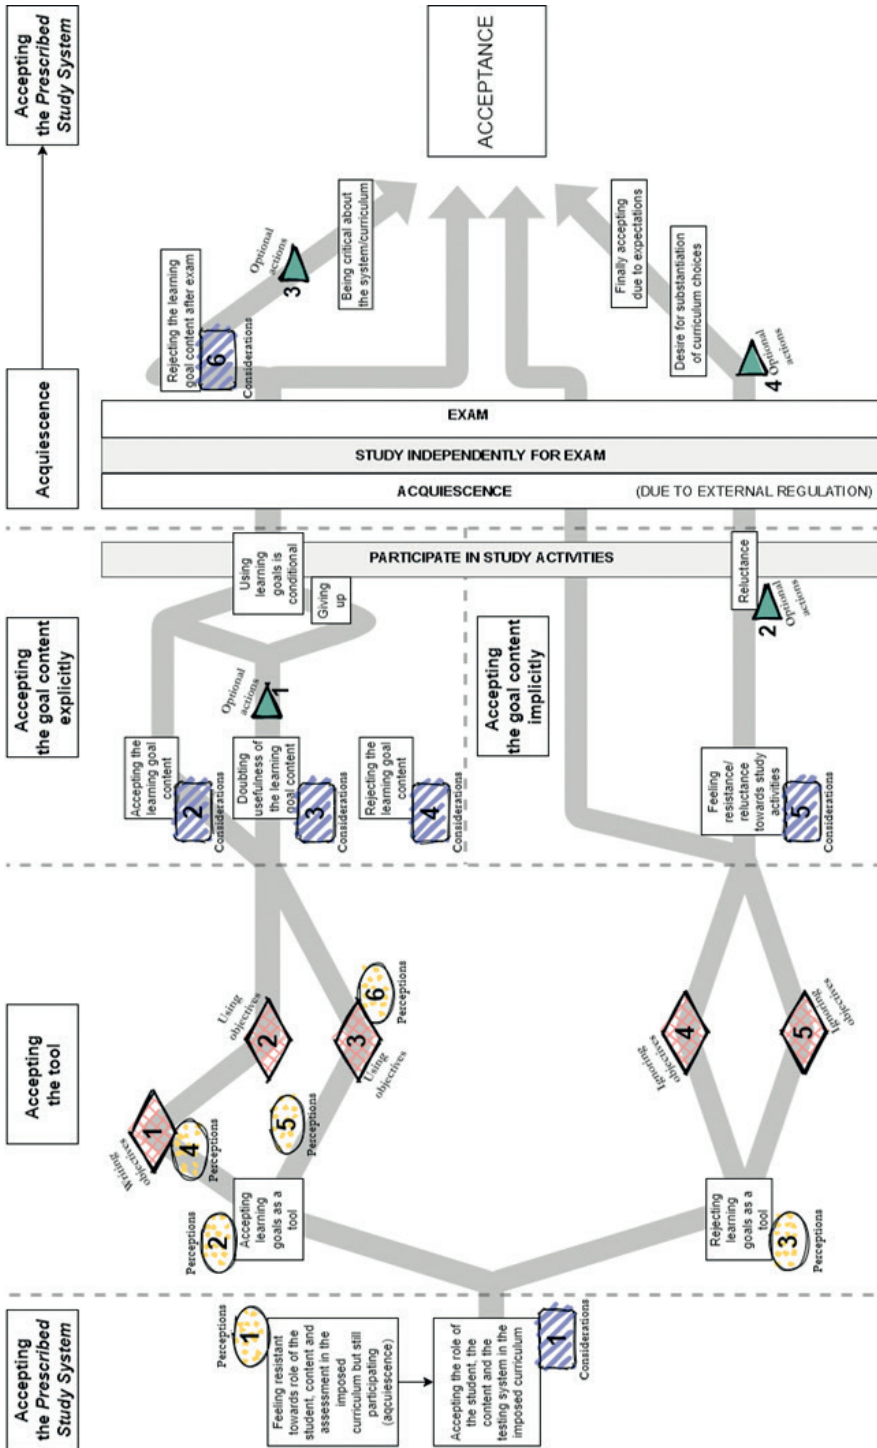 Accepting
the Prescribed
Study System
Accepting
the tool
Accepting
the goal content
explicitly
Acquiescence
Accepting
the Prescribed
Study System
Perceptions
1
Feeling resistant
towards role of the
student, content and
assessment in the
imposed
curriculum but still
participating
(aqcuiescence)
Accepting the role of
the student, the
content and the
testing system in the
imposed curriculum
1
Considerations
Perceptions
2
Accepting
learning
goals as a
tool
Writing
objectives
1
4
Perceptions
5
Perceptions
Using
objectives
2
3
Using
objectives
6
Perceptions
Rejecting
learning
goals as a
tool
3
Perceptions
Ignoring
objectives
4
5
Ignoring
objectives
Accepting the
learning goal
content
2
Considerations
Doubting
usefulness of
the learning
goal content
3
Considerations
Rejecting the
learning goal
content
4
Considerations
Optional
actions
1
Using
learning
goals is
conditional
Giving
up
Accepting
the goal content
implicitly
Feeling
resistance/
reluctance
towards study
activities
5
Considerations
Reluctance
2
Optional
actions
PARTICIPATE IN STUDY ACTIVITIES
ACQUIESCENCE (DUE TO EXTERNAL REGULATION)
STUDY INDEPENDENTLY FOR EXAM
EXAM
Rejecting the learning
goal content after exam
6
Considerations
Optional
actions
3
Being critical about
the system/curriculum
4
Optional
actions
Desire for substantiation
of curriculum choices
Finally accepting
due to expectations
ACCEPTANCE